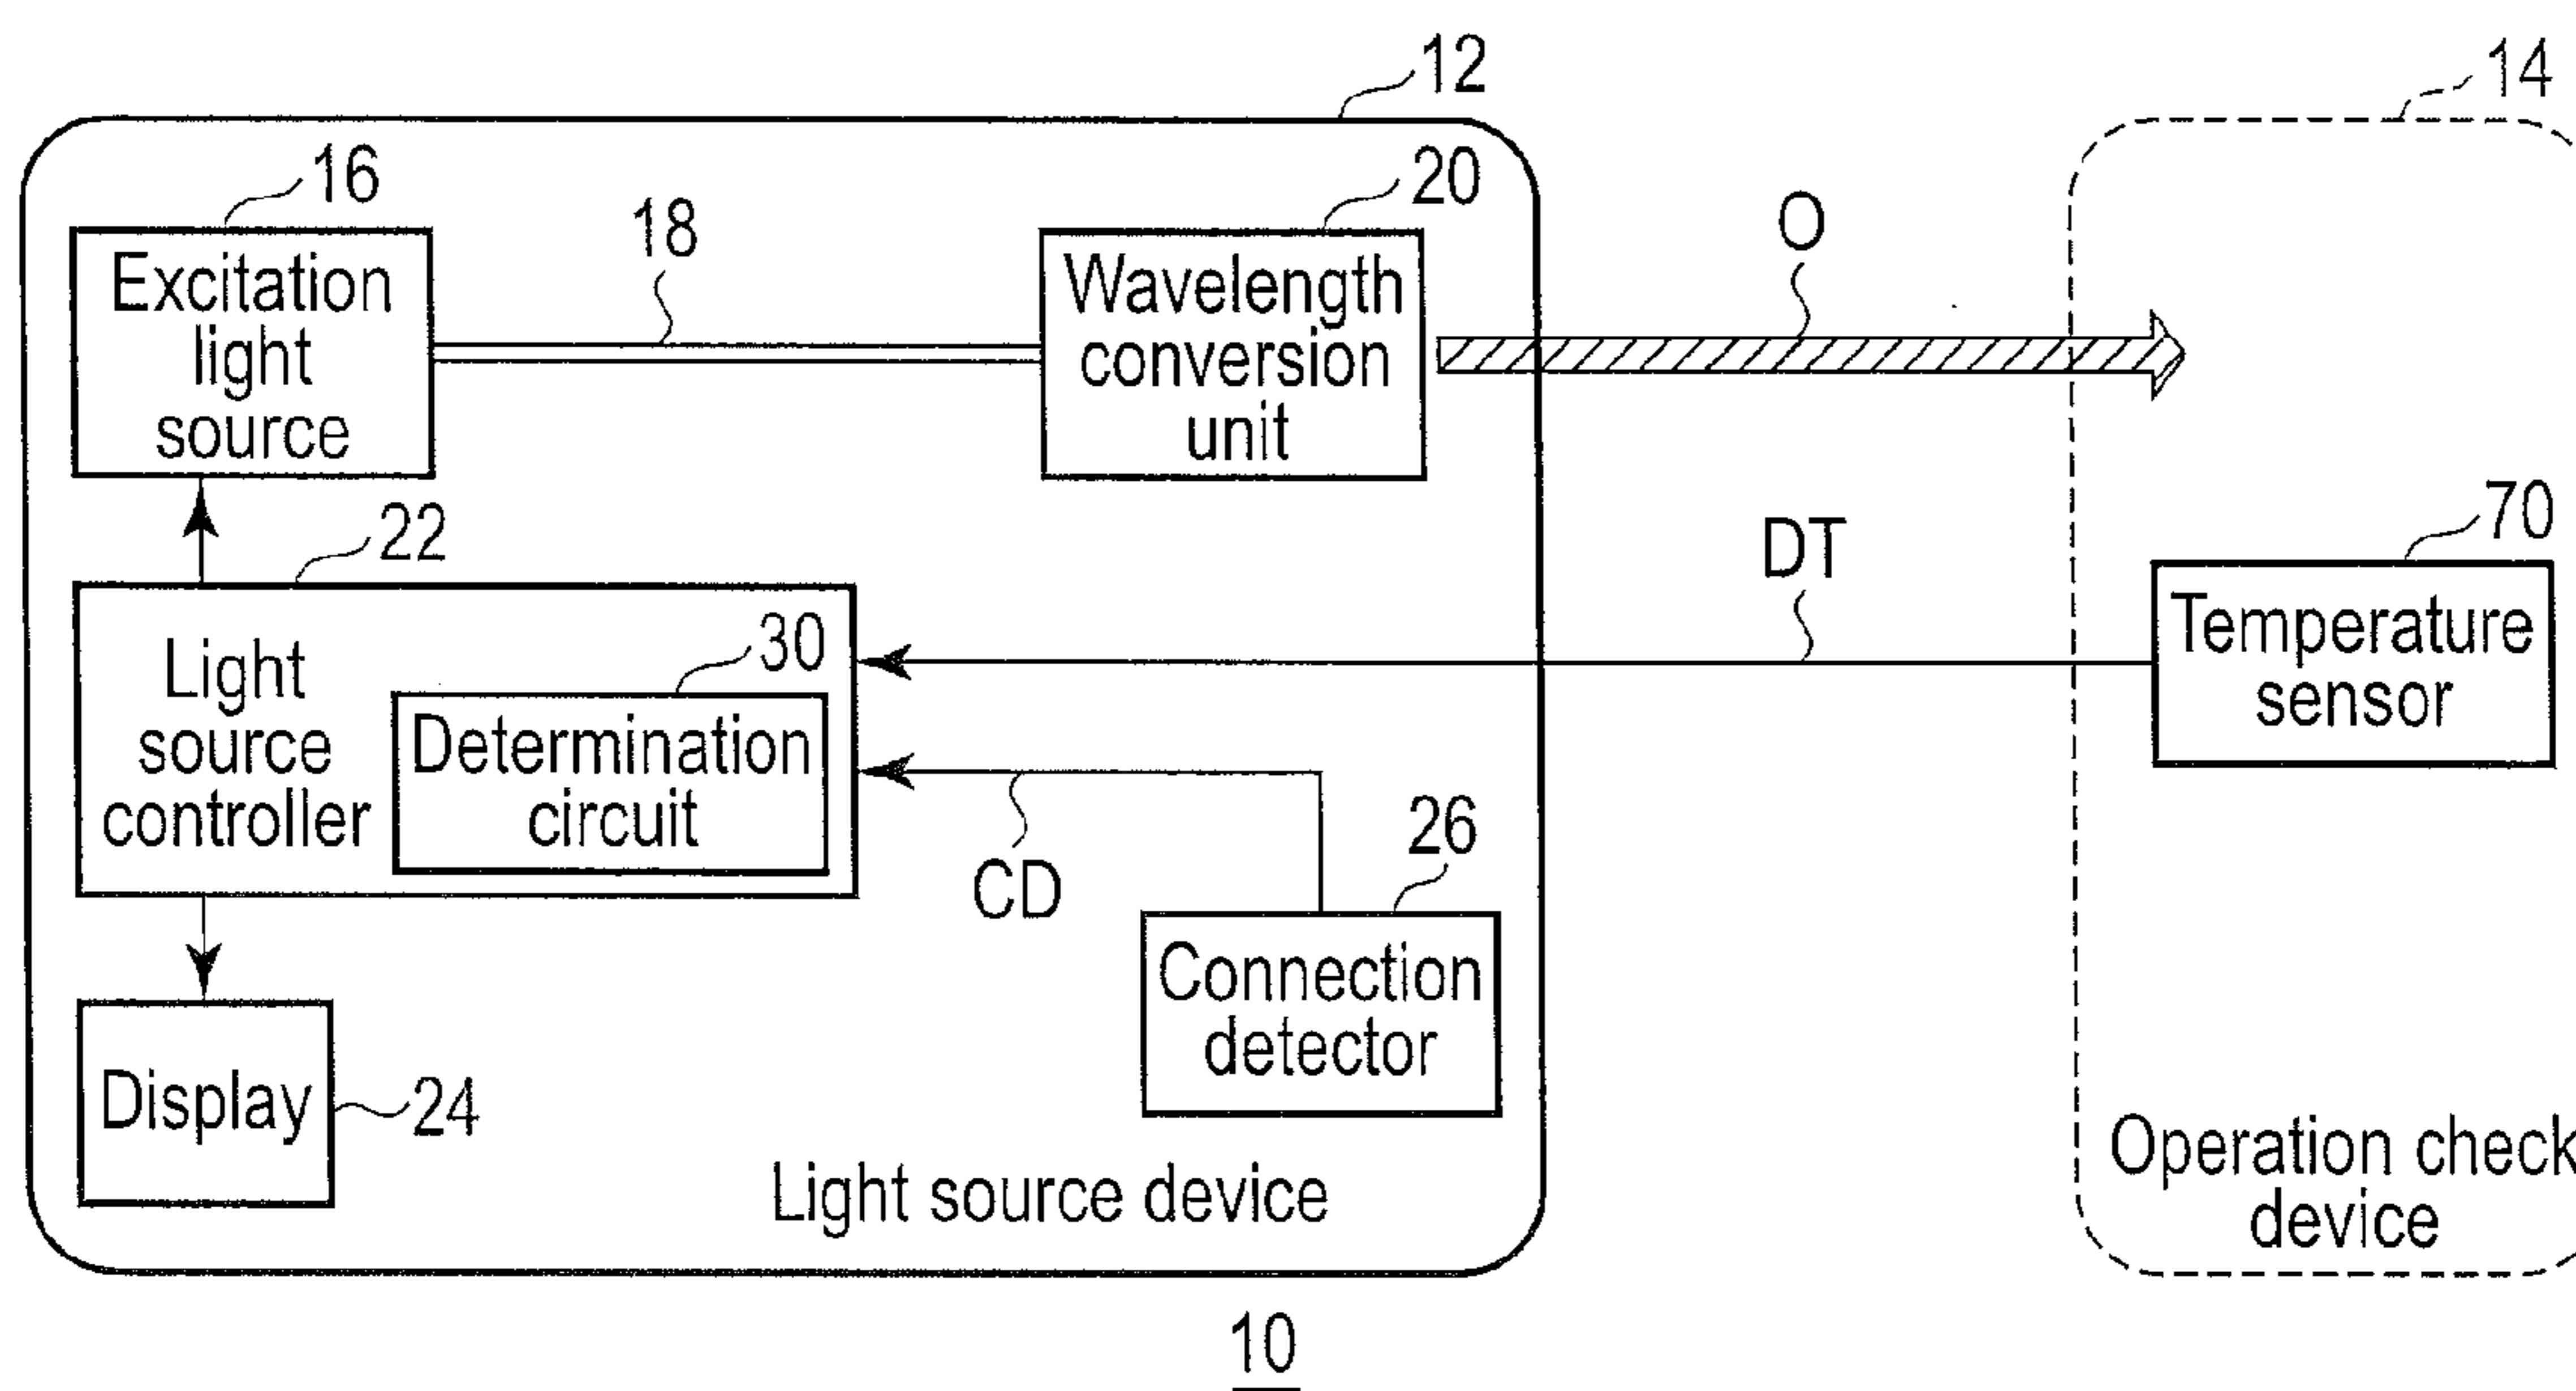 12
14
16
18
20
O
Excitation
light
source
Wavelength
conversion
unit
22
DT
70
Light
source
controller
30
Determination
circuit
Temperature
sensor
CD
26
Connection
detector
Display
24
Light source device
Operation check
device
10